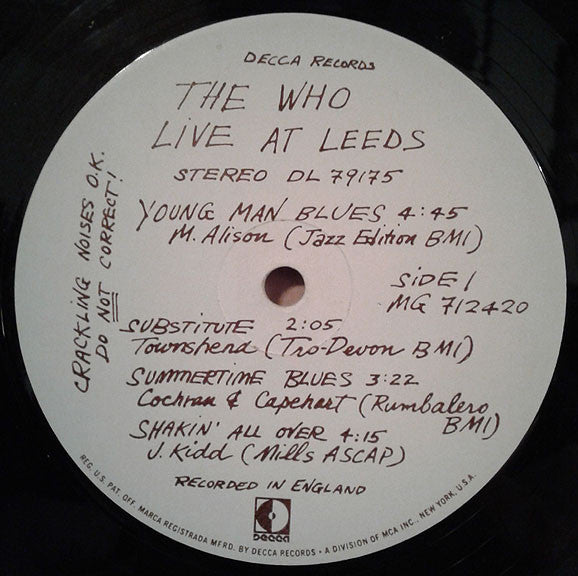 DECCA RECORDS
THE WHO
LIVE AT LEEDS
STEREO DL 79175
YOUNG MAN BLUES 4:45
M. Alison (Jazz Edition BMI)
SIDE 1
MG 712420
SUBSTITUTE 2:05
Townshend (Tro-Devon BMI)
SUMMERTIME BLUES 3:22
Cochran & Capehart (Rumbalero
BMI)
SHAKIN' ALL OVER 4:15
J. Kidd (Mills ASCAP)
RECORDED IN ENGLAND
CRACKLING NOISES O.K.
DO NOT CORRECT!
DECCA
REG. U.S. PAT. OFF. MARCA REGISTRADA MFRD. BY DECCA RECORDS • A DIVISION OF MCA INC., NEW YORK, U.S.A.